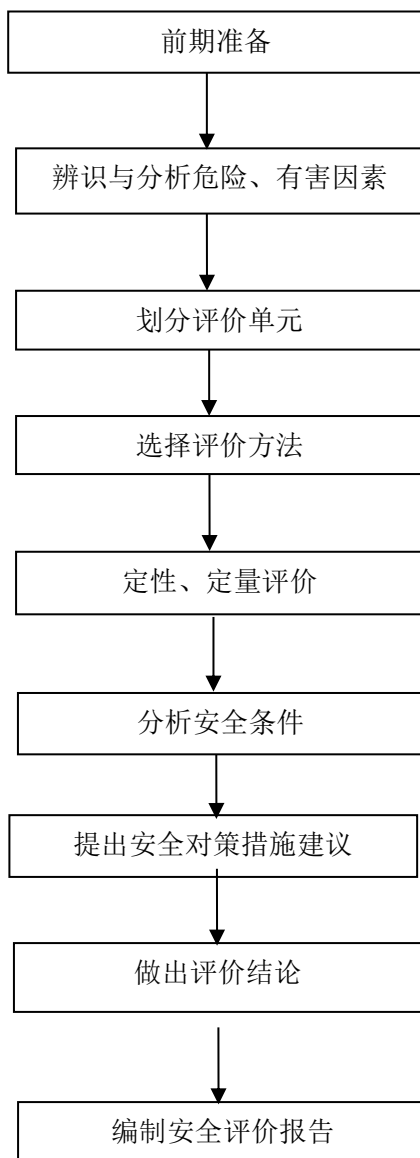 前期准备
辨识与分析危险、有害因素
划分评价单元
选择评价方法
定性、定量评价
分析安全条件
提出安全对策措施建议
做出评价结论
编制安全评价报告